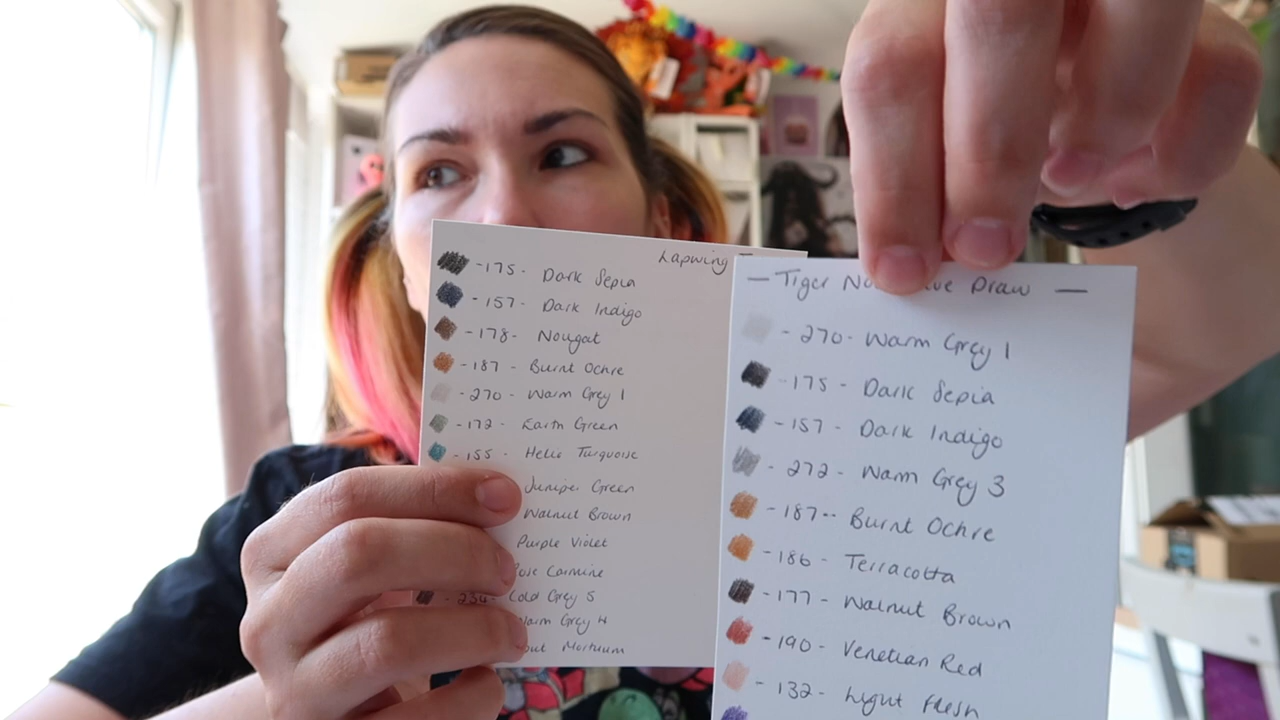 Lapwing
-175- Dark Sepia
-157- Dark Indigo
-178- Nougat
-187- Burnt Ochre
-270- Warm Grey 1
-172- Earth Green
-155- Helio Turquoise
Juniper Green
Walnut Brown
Purple Violet
Rose Carmine
Cold Grey 5
Warm Grey 4
Mortuum
— Tiger Draw —
-270- Warm Grey 1
-175- Dark Sepia
-157- Dark Indigo
-272- Warm Grey 3
-187-- Burnt Ochre
-186- Terracotta
-177- Walnut Brown
-190- Venetian Red
-132- Light Flesh